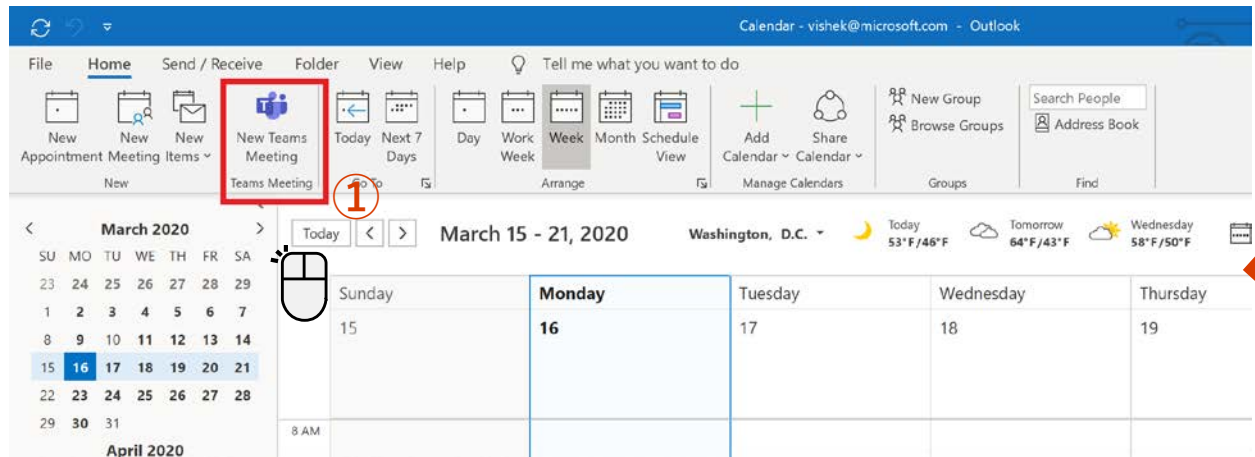 Calendar - vishek@microsoft.com - Outlook
File Home Send / Receive Folder View Help Tell me what you want to do
New Appointment
New Meeting
New Items
New Teams Meeting
Today
Next 7 Days
Day
Work Week
Week
Month
Schedule View
Add Calendar
Share Calendar
New Group
Browse Groups
Search People
Address Book
New
Teams Meeting
Go To
Arrange
Manage Calendars
Groups
Find
①
< March 2020 >
SU MO TU WE TH FR SA
23 24 25 26 27 28 29
1 2 3 4 5 6 7
8 9 10 11 12 13 14
15 16 17 18 19 20 21
22 23 24 25 26 27 28
29 30 31
April 2020
Today < > March 15 - 21, 2020
Washington, D.C.
Today
53°F/46°F
Tomorrow
64°F/43°F
Wednesday
58°F/50°F
Sunday Monday Tuesday Wednesday Thursday
15 16 17 18 19
8 AM